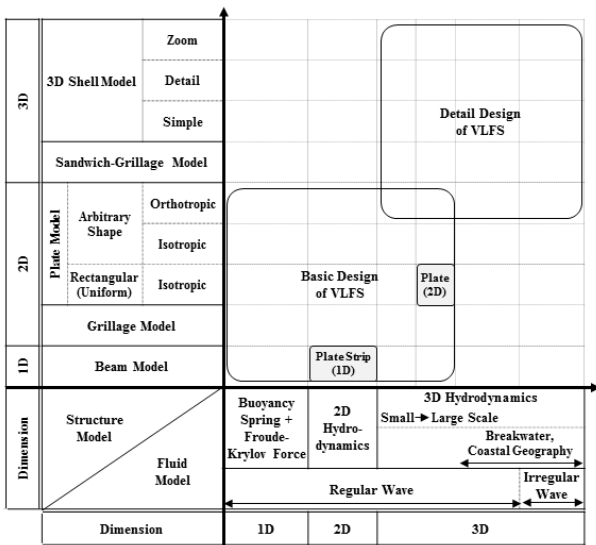 Zoom
3D Shell Model
Detail
Simple
3D
Sandwich-Grillage Model
Detail Design
of VLFS
Orthotropic
Arbitrary
Shape
Isotropic
Plate Model
2D
Rectangular
(Uniform)
Isotropic
Grillage Model
Basic Design
of VLFS
Plate
(2D)
1D
Beam Model
Plate Strip
(1D)
Dimension
Structure
Model
Fluid
Model
Buoyancy
Spring +
Froude-
Krylov Force
2D
Hydro-
dynamics
3D Hydrodynamics
Small→Large Scale
Breakwater,
Coastal Geography
Regular Wave
Irregular
Wave
Dimension
1D
2D
3D